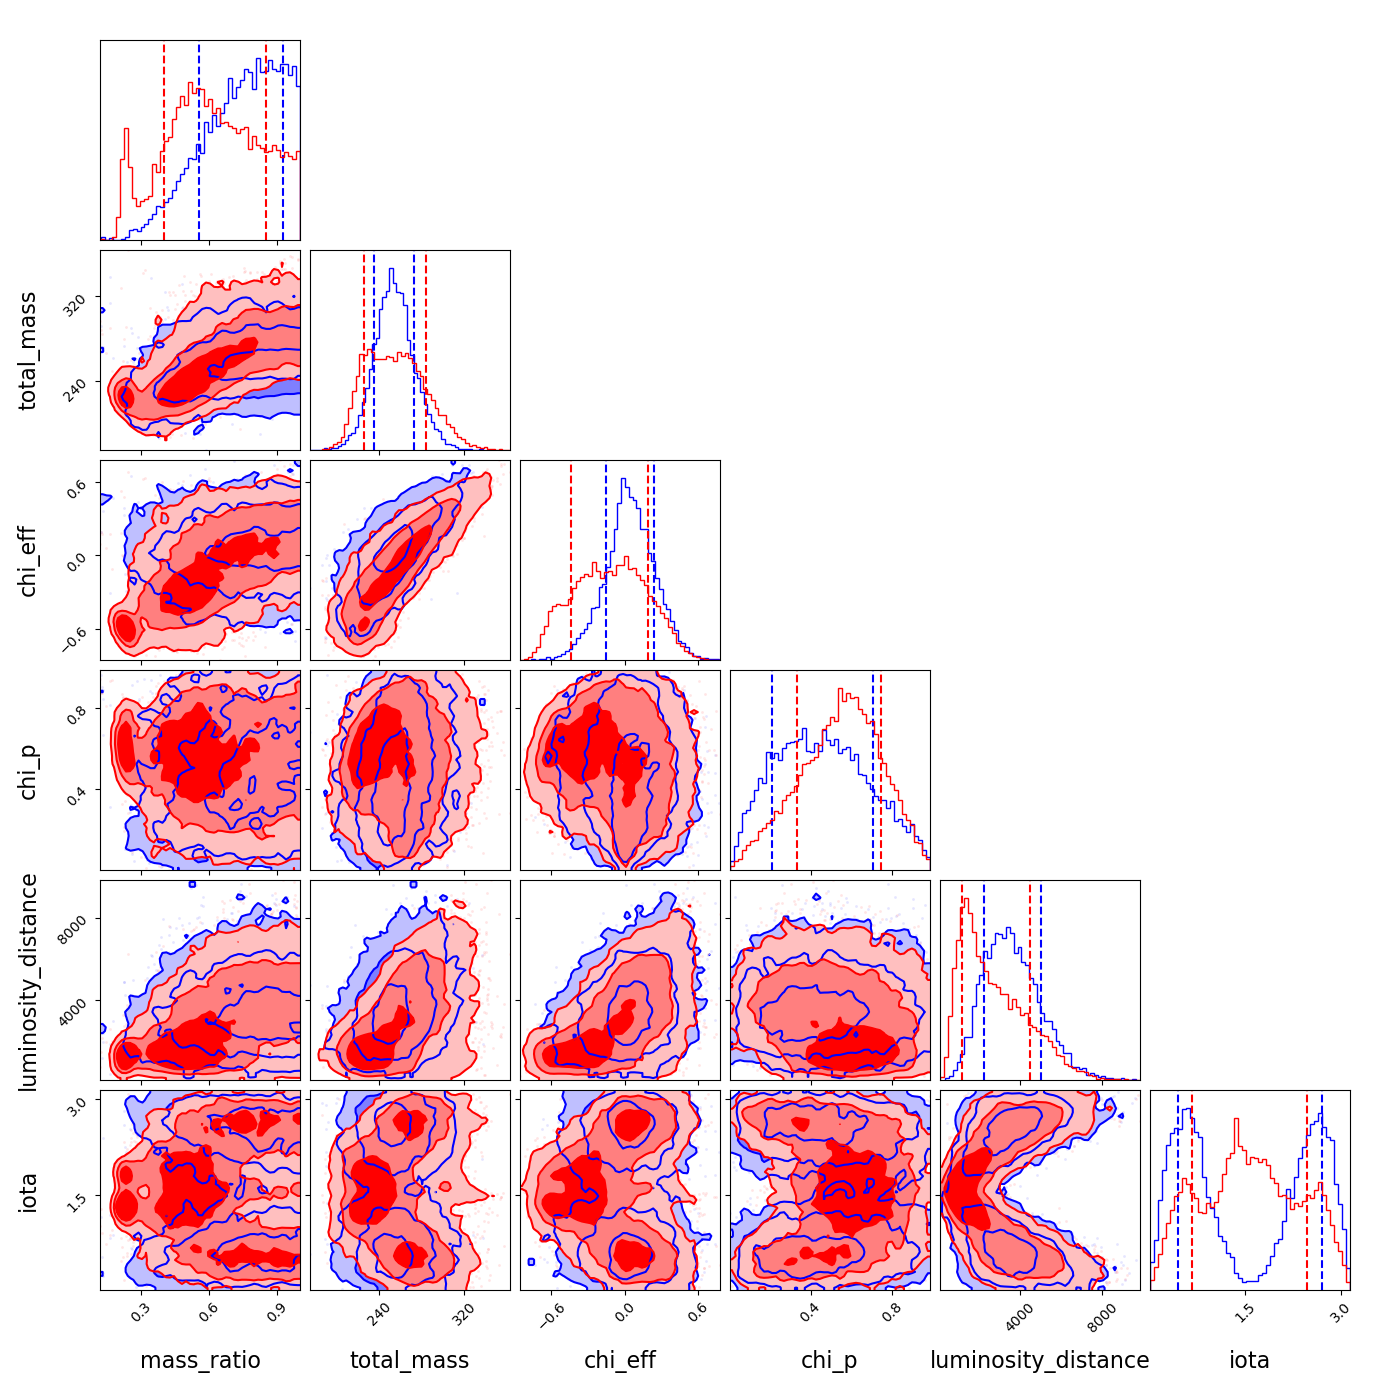 total_mass
320
240
chi_eff
0.6
0.0
−0.6
chi_p
0.8
0.4
luminosity_distance
8000
4000
iota
3.0
1.5
0.3 0.6 0.9 240 320 −0.6 0.0 0.6 0.4 0.8 4000 8000 1.5 3.0
mass_ratio total_mass chi_eff chi_p luminosity_distance iota